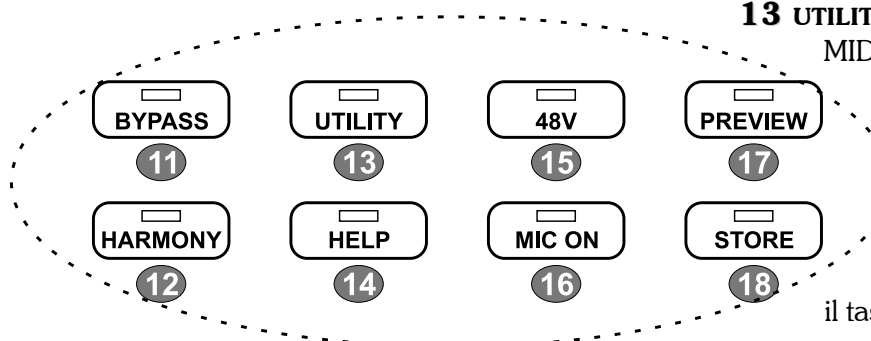 13 UTILIT
MID
BYPASS UTILITY 48V PREVIEW
11 13 15 17
HARMONY HELP MIC ON STORE
12 14 16 18
il tas